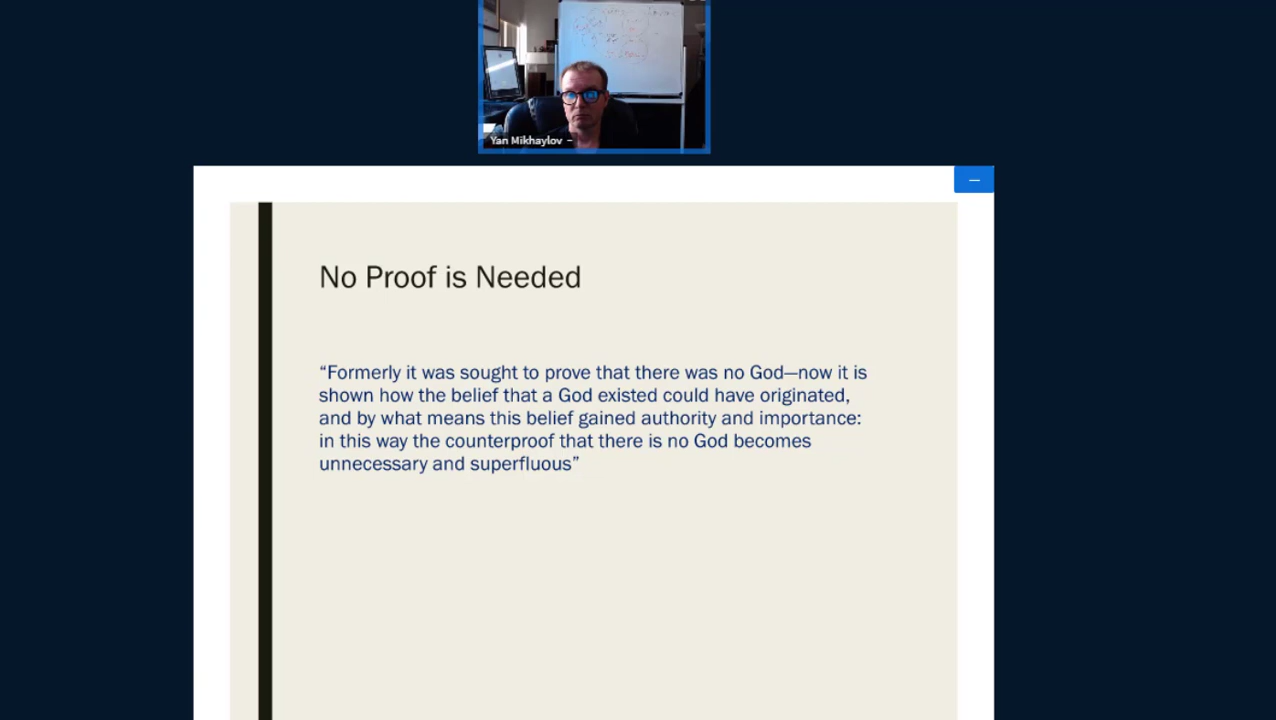 Yan Mikhaylov
No Proof is Needed
“Formerly it was sought to prove that there was no God—now it is
shown how the belief that a God existed could have originated,
and by what means this belief gained authority and importance:
in this way the counterproof that there is no God becomes
unnecessary and superfluous”